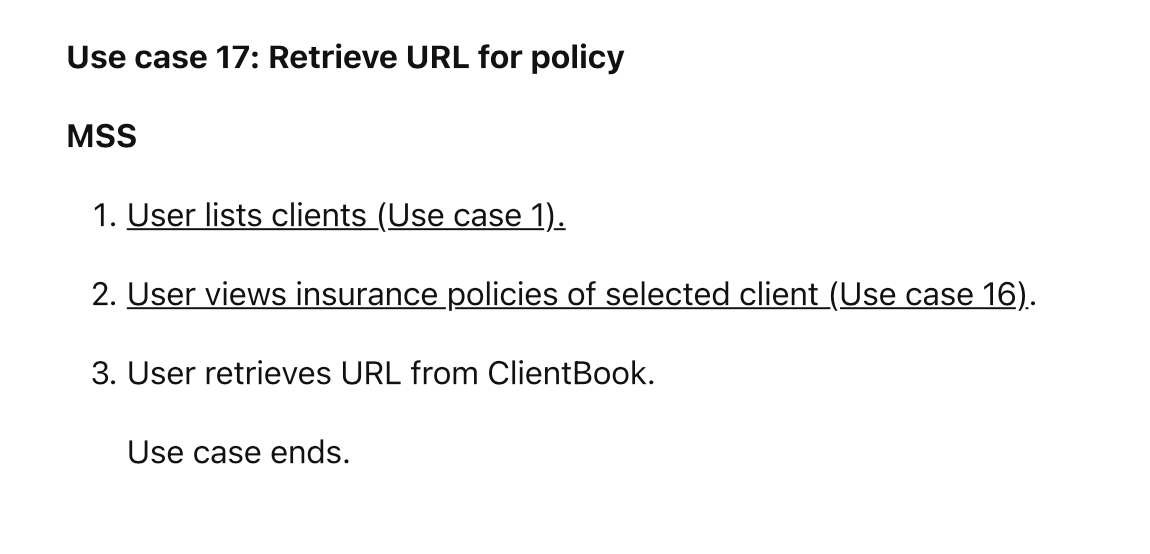 Use case 17: Retrieve URL for policy
MSS
1. User lists clients (Use case 1).
2. User views insurance policies of selected client (Use case 16).
3. User retrieves URL from ClientBook.
Use case ends.